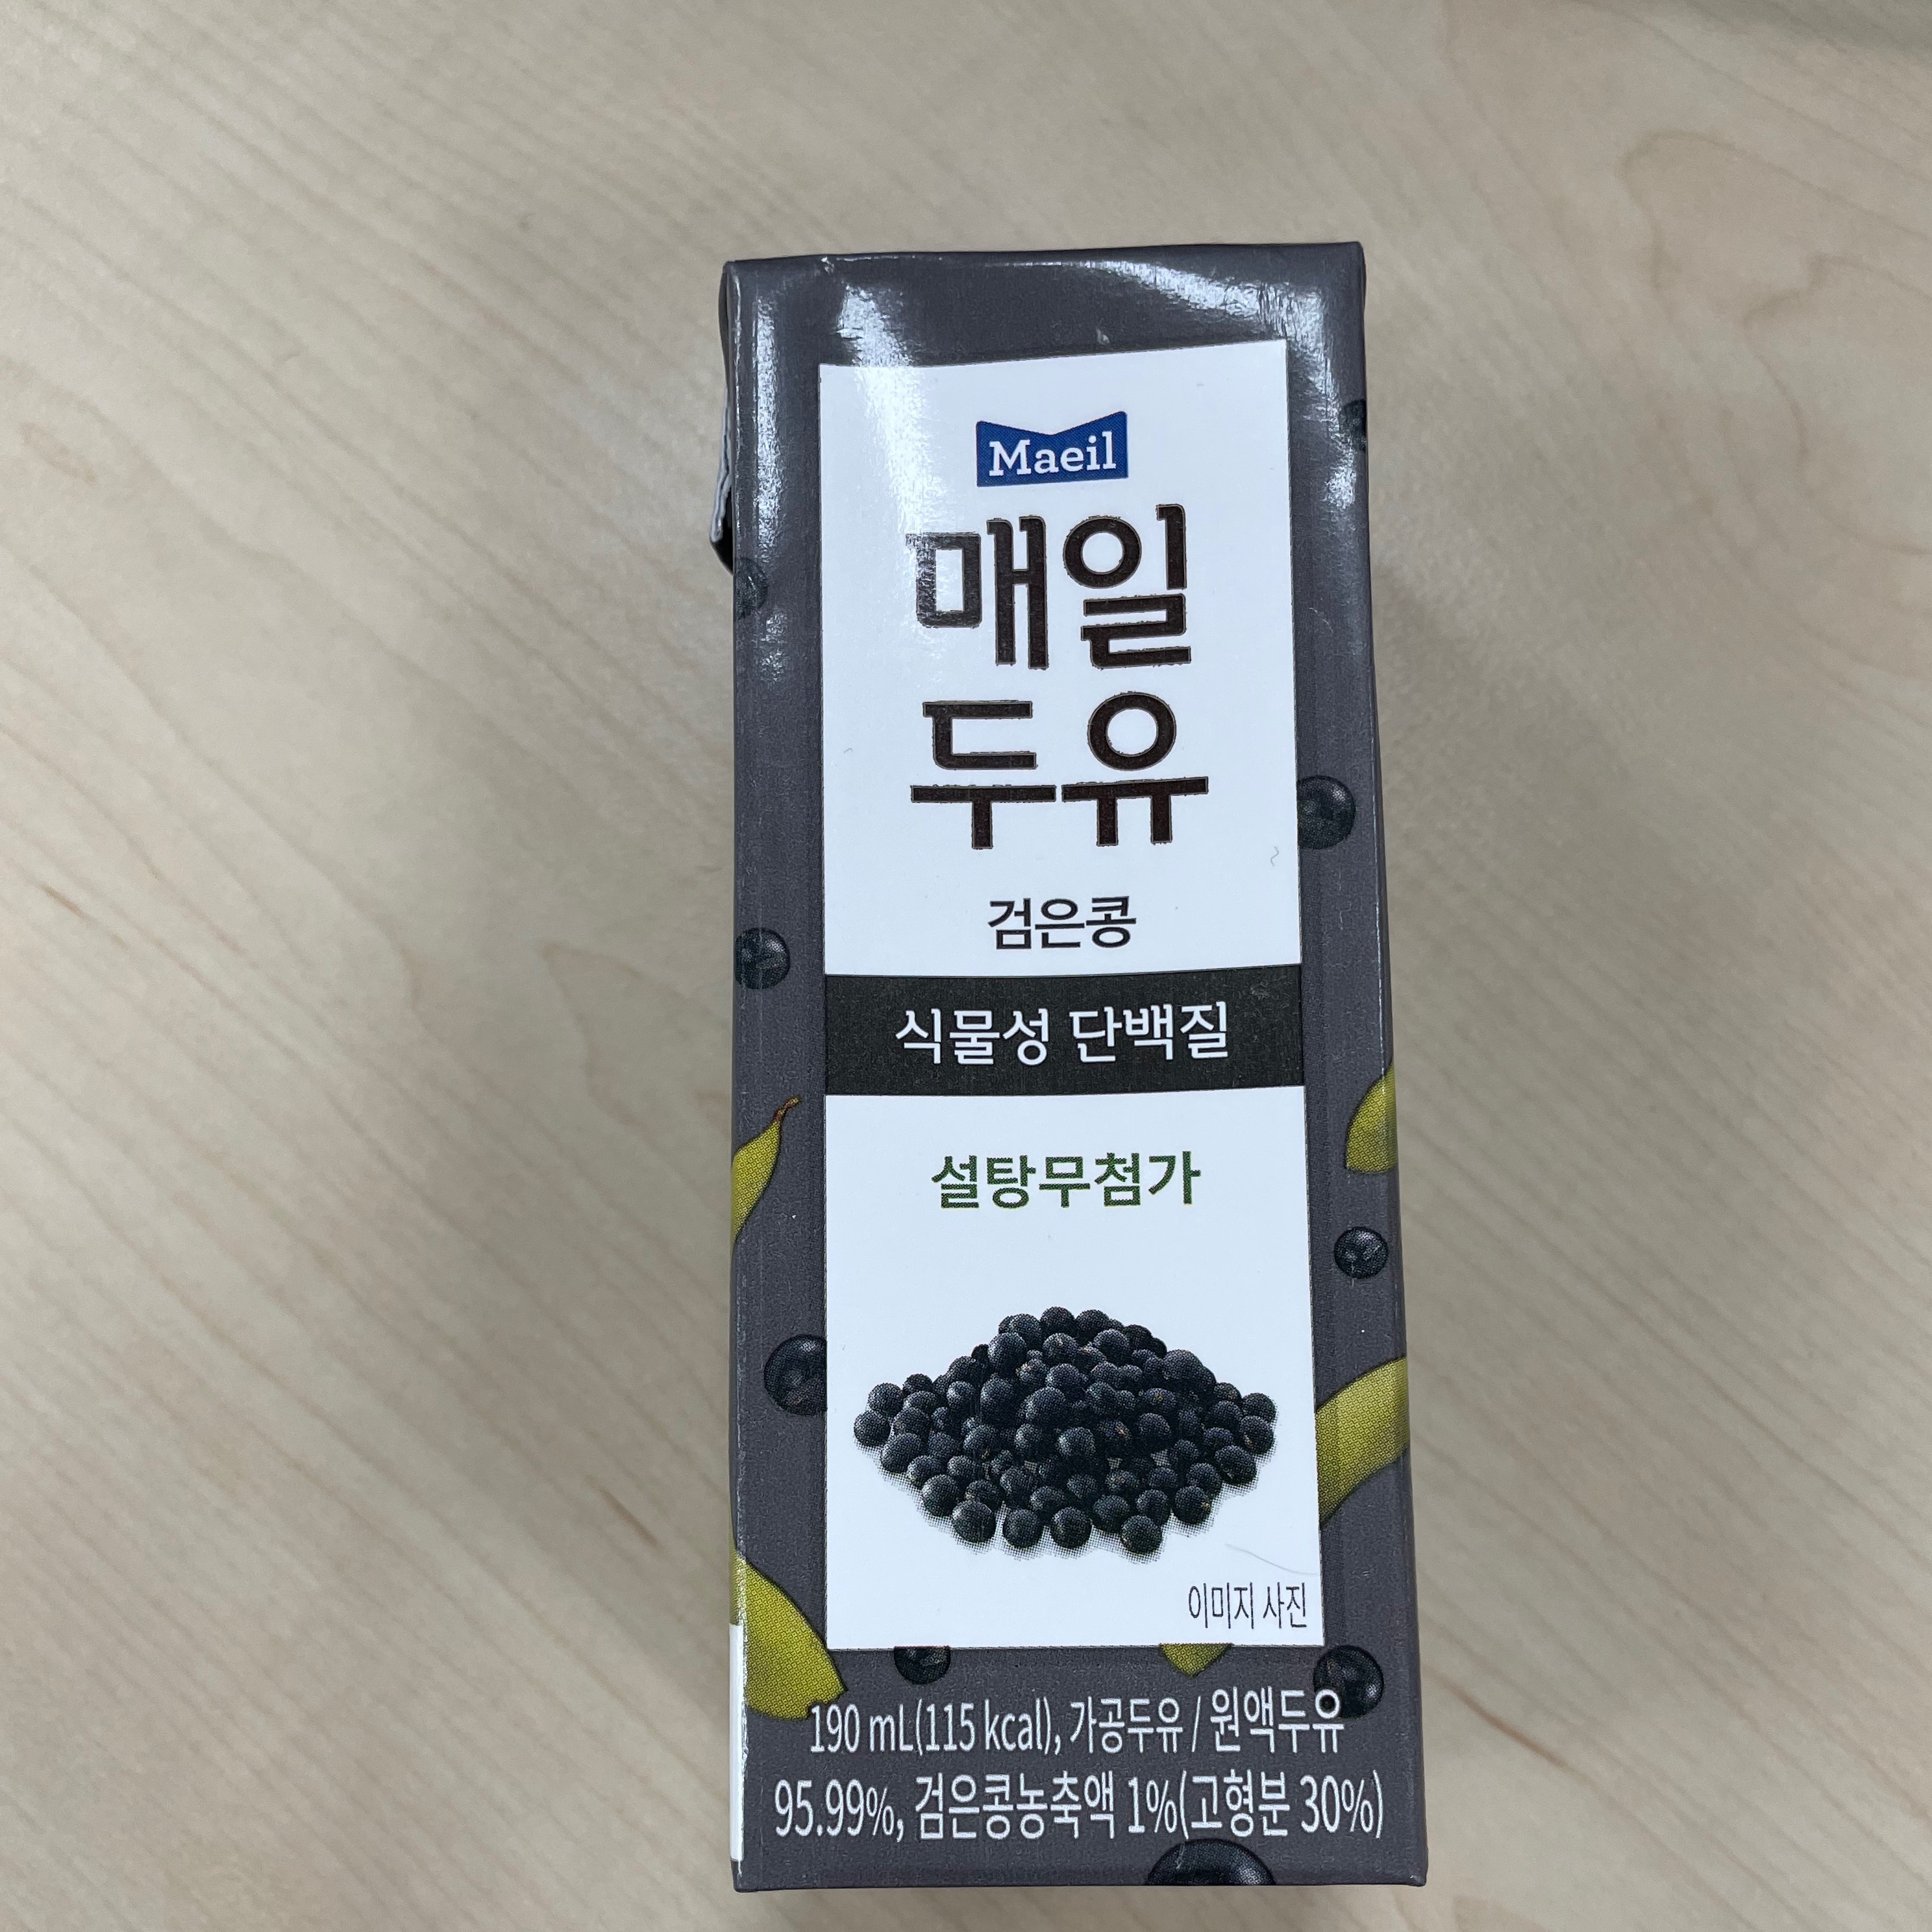 Maeil
매일
두유
검은콩
식물성 단백질
설탕무첨가
이미지 사진
190 mL(115 kcal), 가공두유 / 원액두유
95.99%, 검은콩농축액 1%(고형분 30%)